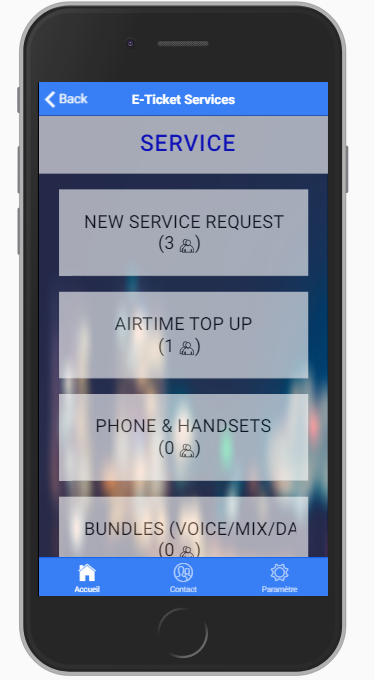 Back
E-Ticket Services
SERVICE
NEW SERVICE REQUEST
(3 )
AIRTIME TOP UP
(1 )
PHONE & HANDSETS
(0 )
BUNDLES (VOICE/MIX/DA
(0 )
Accueil
Contact
Paramètre